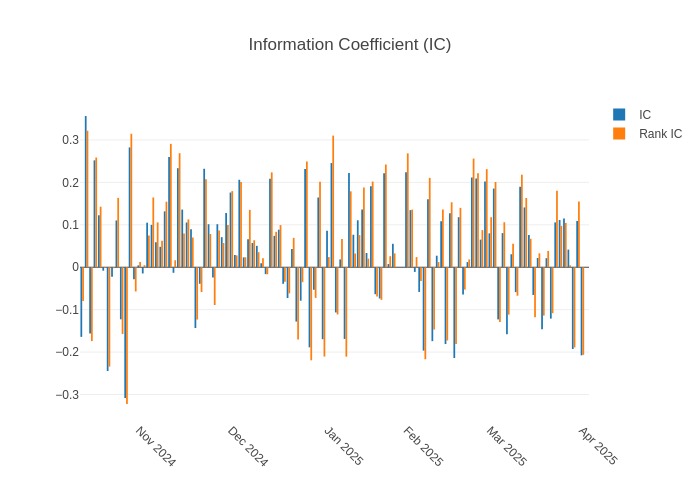 Information Coefficient (IC)
IC
Rank IC
0.3
0.2
0.1
0
−0.1
−0.2
−0.3
Nov 2024
Dec 2024
Jan 2025
Feb 2025
Mar 2025
Apr 2025